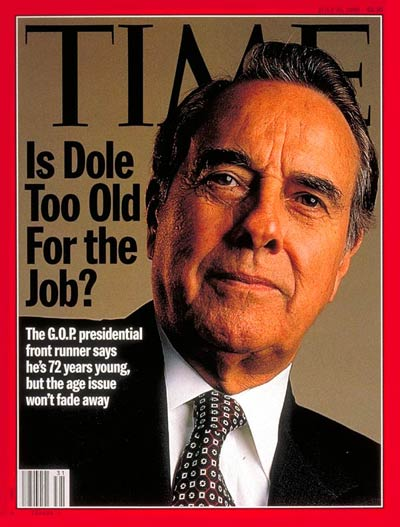 TIME
Is Dole
Too Old
For the
Job?
The G.O.P. presidential
front runner says
he's 72 years young,
but the age issue
won't fade away
31